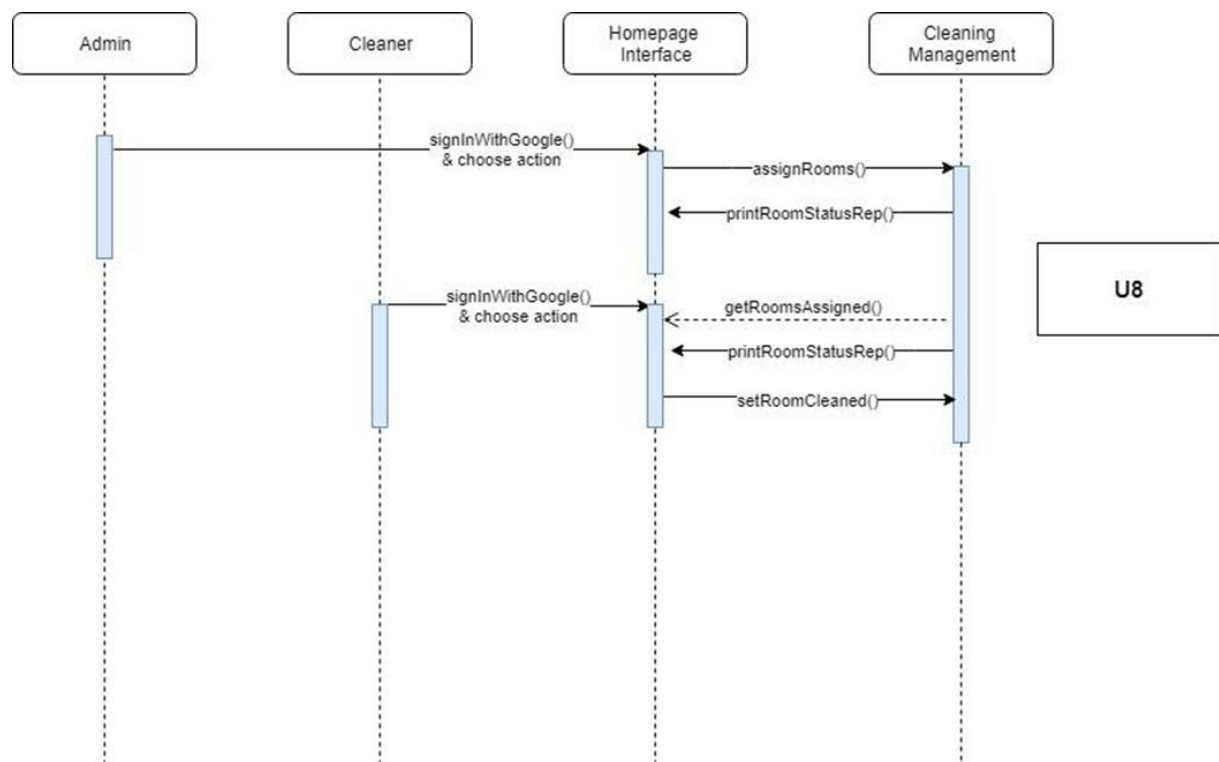 Admin
Cleaner
Homepage
Interface
Cleaning
Management
signInWithGoogle()
& choose action
assignRooms()
printRoomStatusRep()
U8
signInWithGoogle()
& choose action
getRoomsAssigned()
printRoomStatusRep()
setRoomCleaned()